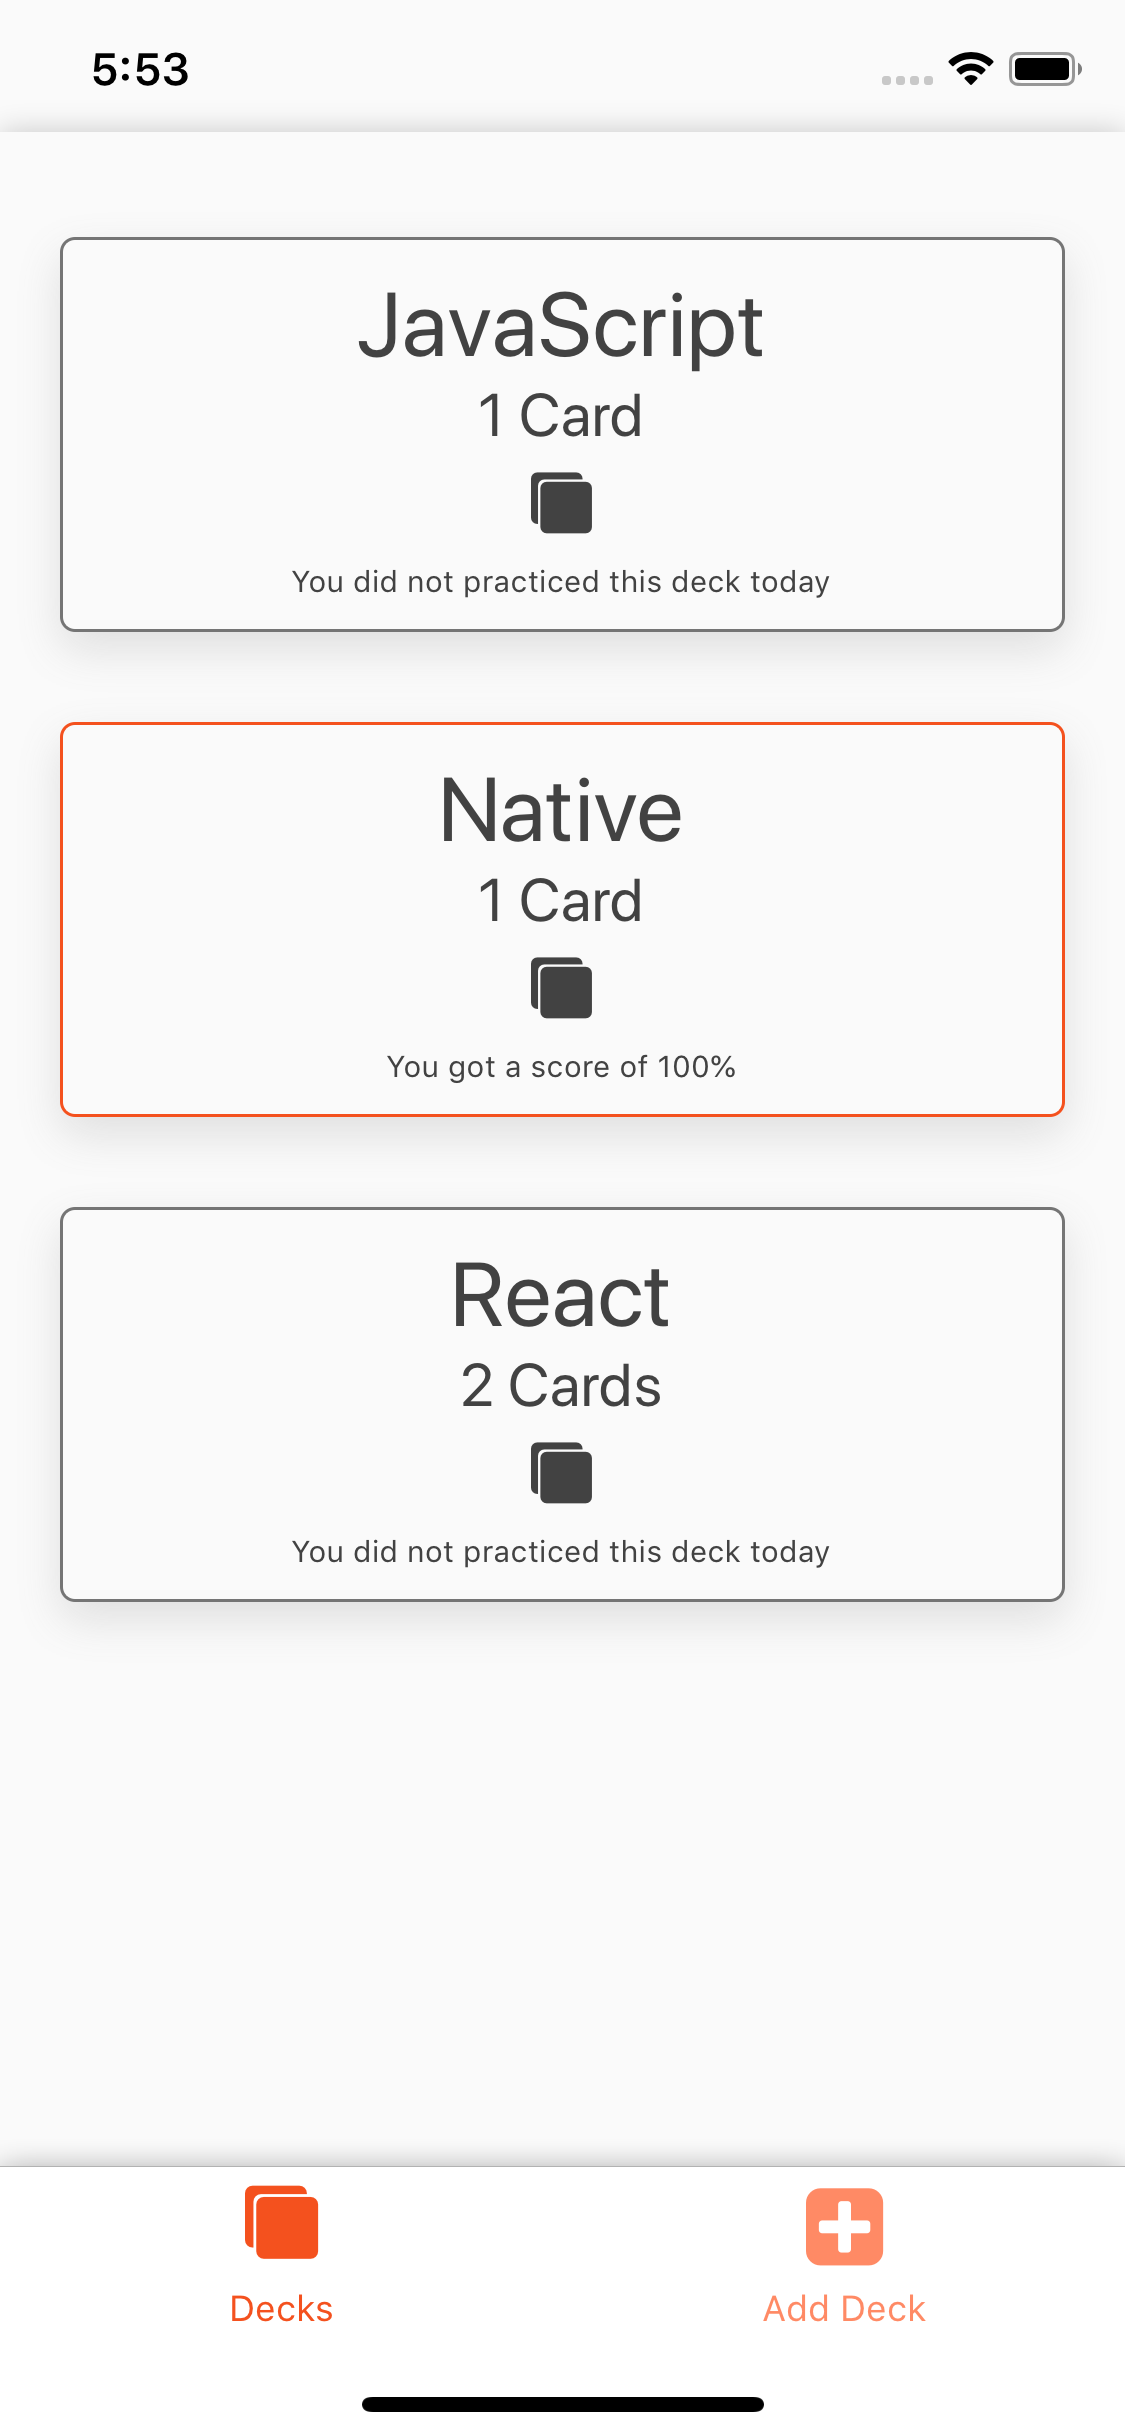 5:53
JavaScript
1 Card
You did not practiced this deck today
Native
1 Card
You got a score of 100%
React
2 Cards
You did not practiced this deck today
Decks
Add Deck